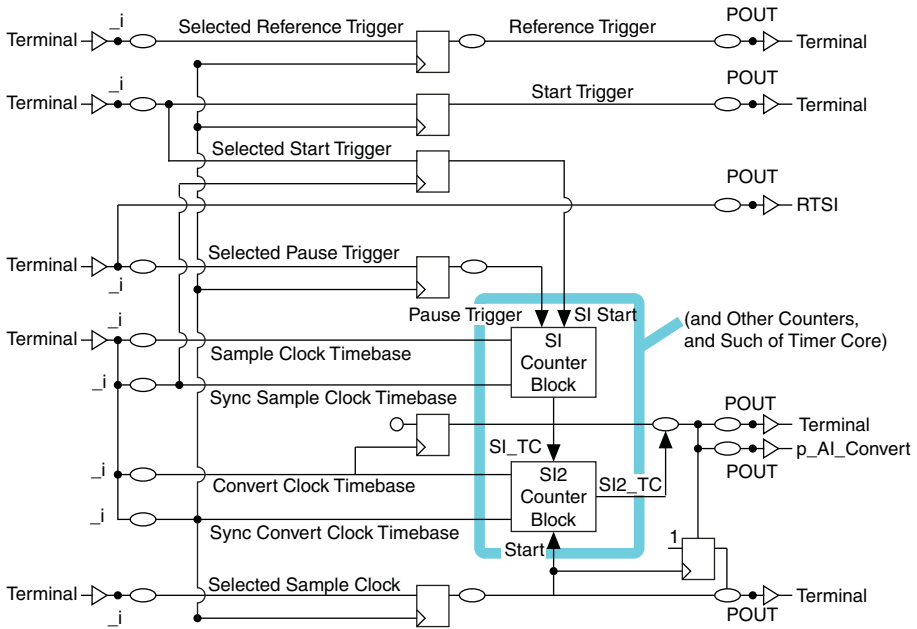 _i
POUT
Terminal
Selected Reference Trigger
Reference Trigger
Terminal
_i
POUT
Terminal
Start Trigger
Terminal
Selected Start Trigger
POUT
RTSI
Selected Pause Trigger
Terminal
_i
Pause Trigger
SI Start
(and Other Counters,
and Such of Timer Core)
_i
Terminal
SI
Counter
Block
Sample Clock Timebase
_i
Sync Sample Clock Timebase
POUT
Terminal
SI_TC
p_AI_Convert
_i
POUT
Convert Clock Timebase
SI2
Counter
Block
SI2_TC
_i
Sync Convert Clock Timebase
Start
1
Selected Sample Clock
Terminal
_i
Terminal
POUT